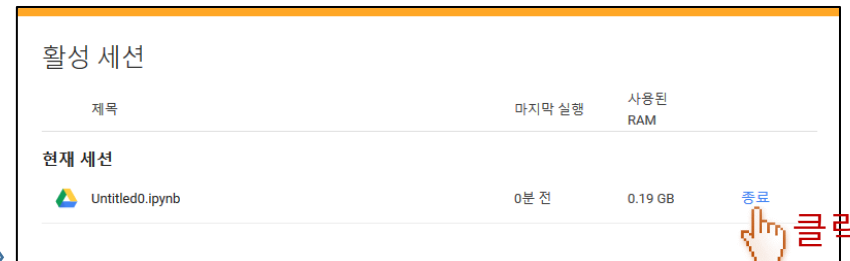 활성 세션
제목
마지막 실행
사용된
RAM
현재 세션
Untitled0.ipynb
0분 전
0.19 GB
종료